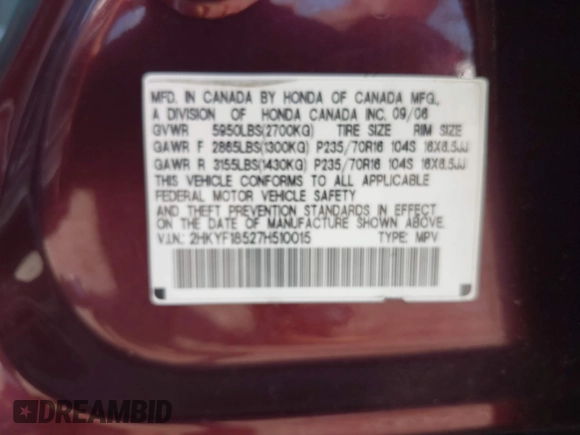 MFD. IN CANADA BY HONDA OF CANADA MFG.,
A DIVISION OF HONDA CANADA INC. 09/06
GVWR 5950LBS(2700KG) TIRE SIZE RIM SIZE
GAWR F 2865LBS(1300KG) P235/70R16 104S 16X6.5JJ
GAWR R 3155LBS(1430KG) P235/70R16 104S 16X6.5JJ
THIS VEHICLE CONFORMS TO ALL APPLICABLE
FEDERAL MOTOR VEHICLE SAFETY
AND THEFT PREVENTION STANDARDS IN EFFECT
ON THE DATE OF MANUFACTURE SHOWN ABOVE.
V.I.N.: 2HKYF18527H510015 TYPE: MPV
DREAMBID